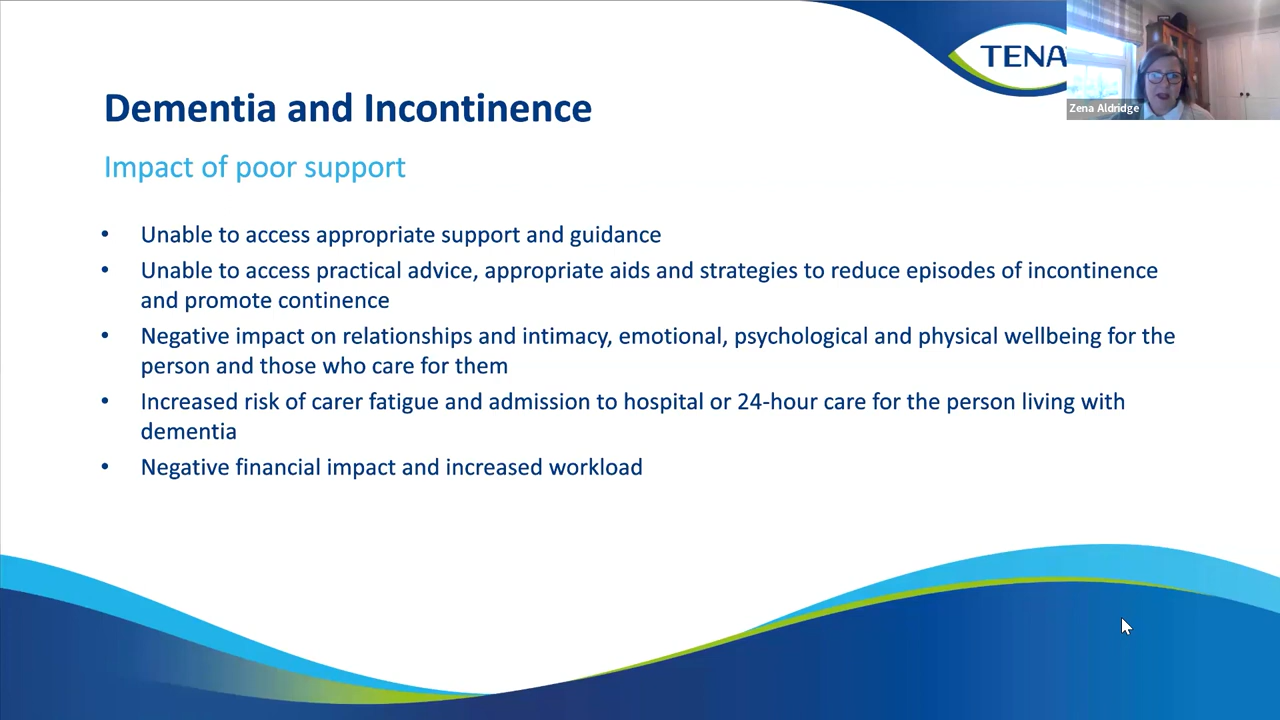 TENA
Zena Aldridge
Dementia and Incontinence
Impact of poor support
• Unable to access appropriate support and guidance
• Unable to access practical advice, appropriate aids and strategies to reduce episodes of incontinence
and promote continence
• Negative impact on relationships and intimacy, emotional, psychological and physical wellbeing for the
person and those who care for them
• Increased risk of carer fatigue and admission to hospital or 24-hour care for the person living with
dementia
• Negative financial impact and increased workload